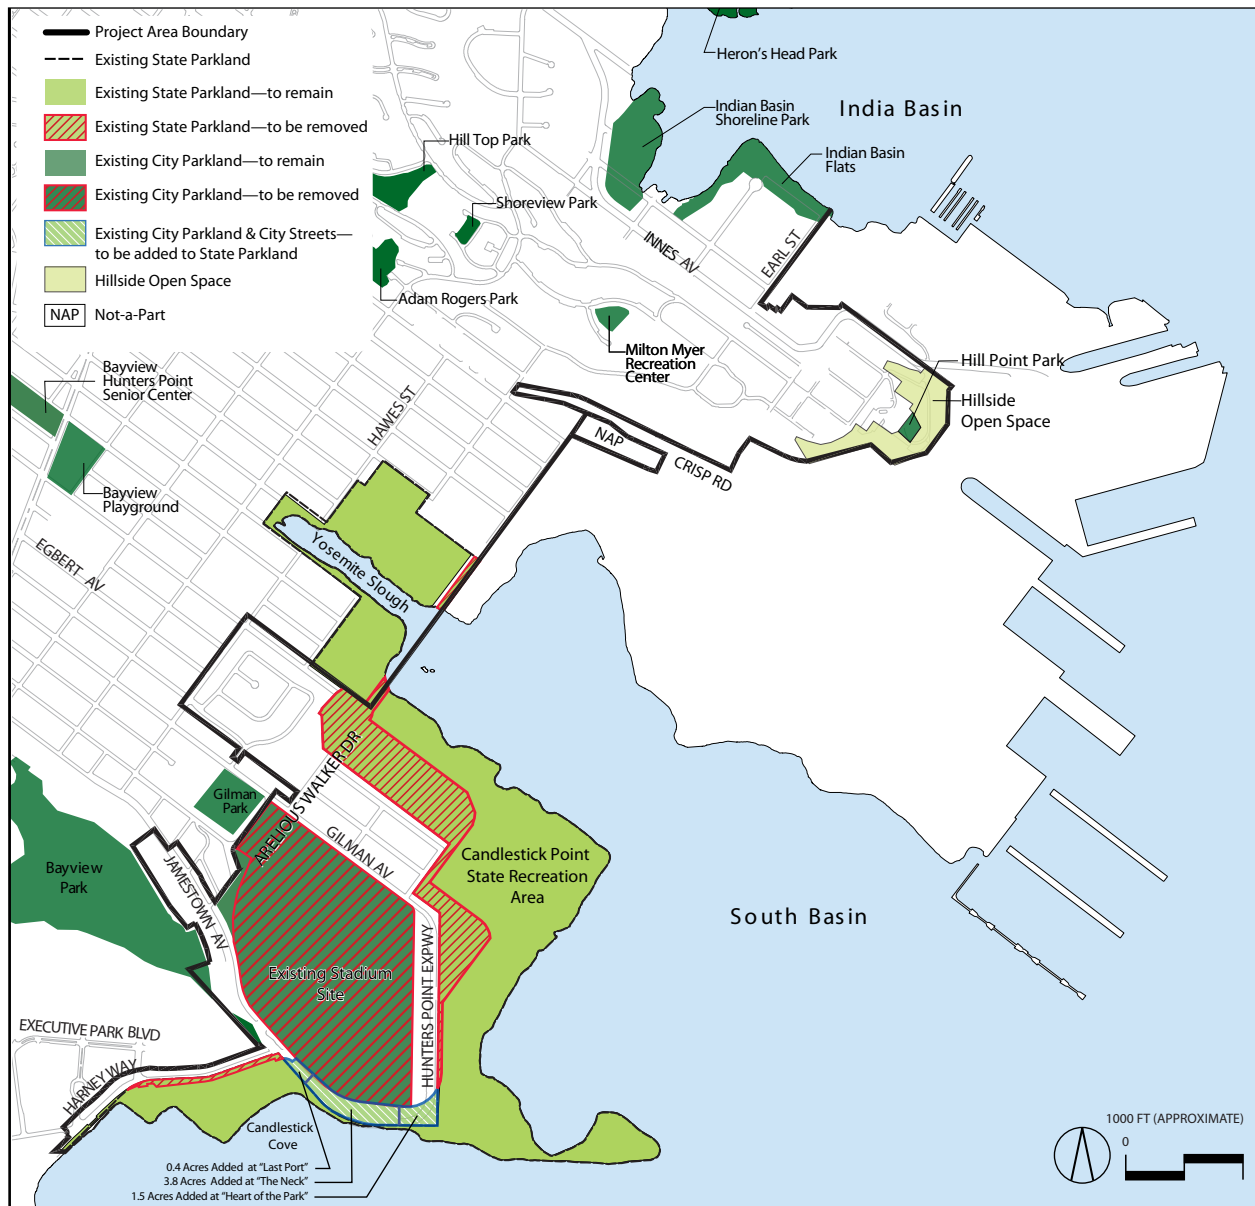 Project Area Boundary
Existing State Parkland
Existing State Parkland—to remain
Existing State Parkland—to be removed
Existing City Parkland—to remain
Existing City Parkland—to be removed
Existing City Parkland & City Streets—
to be added to State Parkland
Hillside Open Space
NAP Not-a-Part
Heron's Head Park
India Basin
Indian Basin
Shoreline Park
Indian Basin
Flats
Hill Top Park
Shoreview Park
Adam Rogers Park
INNES AV
EARL ST
Milton Myer
Recreation
Center
Hill Point Park
Hillside
Open Space
Bayview
Hunters Point
Senior Center
HAWES ST
NAP
CRISP RD
Bayview
Playground
EGBERT AV
Yosemite Slough
ARELIOUS WALKER DR
Gilman
Park
GILMAN AV
Candlestick Point
State Recreation
Area
Bayview
Park
JAMESTOWN AV
South Basin
Existing Stadium
Site
HUNTERS POINT EXPWY
EXECUTIVE PARK BLVD
HARNEY WAY
Candlestick
Cove
0.4 Acres Added at "Last Port"
3.8 Acres Added at "The Neck"
1.5 Acres Added at "Heart of the Park"
1000 FT (APPROXIMATE)
0